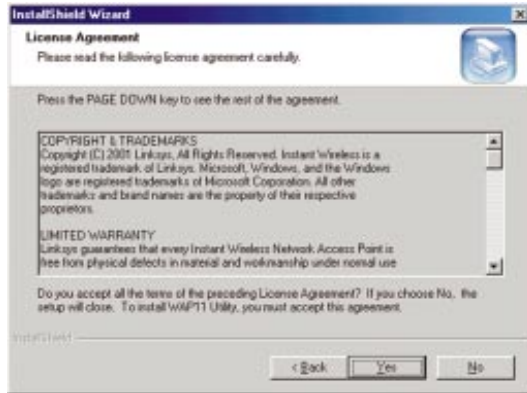 InstallShield Wizard
License Agreement
Please read the following license agreement carefully.
Press the PAGE DOWN key to see the rest of the agreement.
COPYRIGHT & TRADEMARKS
Copyright (C) 2001 Linksys, All Rights Reserved. Instant Wireless is a
registered trademark of Linksys. Microsoft, Windows, and the Windows
logo are registered trademarks of Microsoft Corporation. All other
trademarks and brand names are the property of their respective
proprietors.
LIMITED WARRANTY
Linksys guarantees that every Instant Wireless Network Access Point is
free from physical defects in material and workmanship under normal use
Do you accept all the terms of the preceding License Agreement? If you choose No, the
setup will close. To install WAP11 Utility, you must accept this agreement.
InstallShield
< Back Yes No